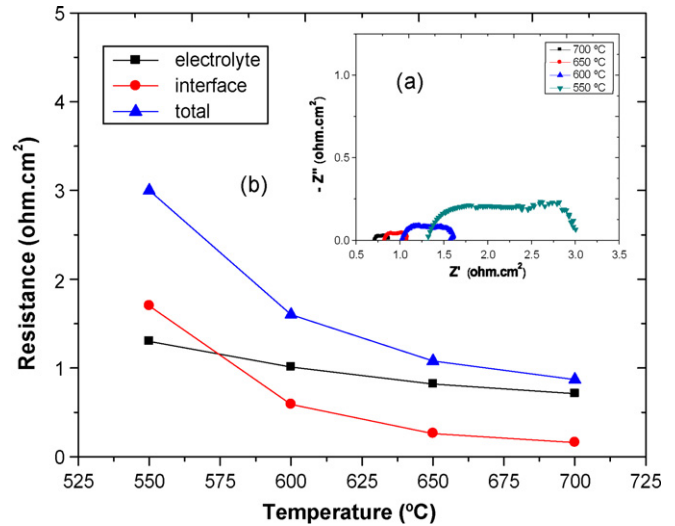 5
4
3
2
1
0
Resistance (ohm.cm²)
electrolyte
interface
total
(b)
525 550 575 600 625 650 675 700 725
Temperature (ºC)
(a)
700 ºC
650 ºC
600 ºC
550 ºC
1.0
0.5
0.0
- Z'' (ohm.cm²)
0.5 1.0 1.5 2.0 2.5 3.0 3.5
Z' (ohm.cm²)